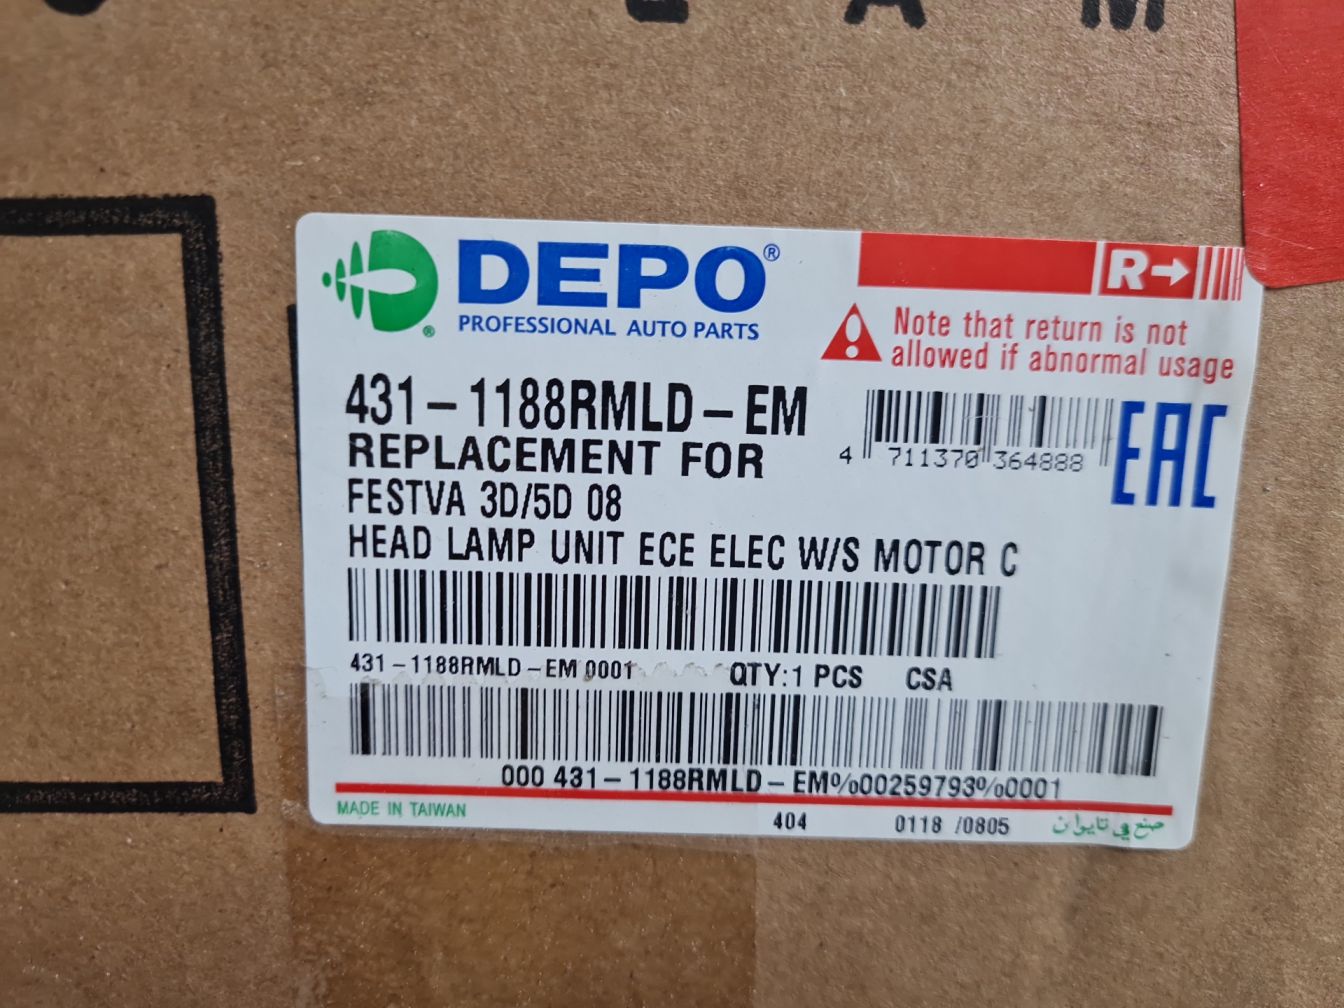 LAM
DEPO®
PROFESSIONAL AUTO PARTS
R→
Note that return is not
allowed if abnormal usage
431-1188RMLD-EM
4 711370 364888
EAC
REPLACEMENT FOR
FESTVA 3D/5D 08
HEAD LAMP UNIT ECE ELEC W/S MOTOR C
431-1188RMLD-EM 0001 QTY:1 PCS CSA
000 431-1188RMLD-EM%00259793%0001
MADE IN TAIWAN 404 0118 /0805 صنع في تايوان